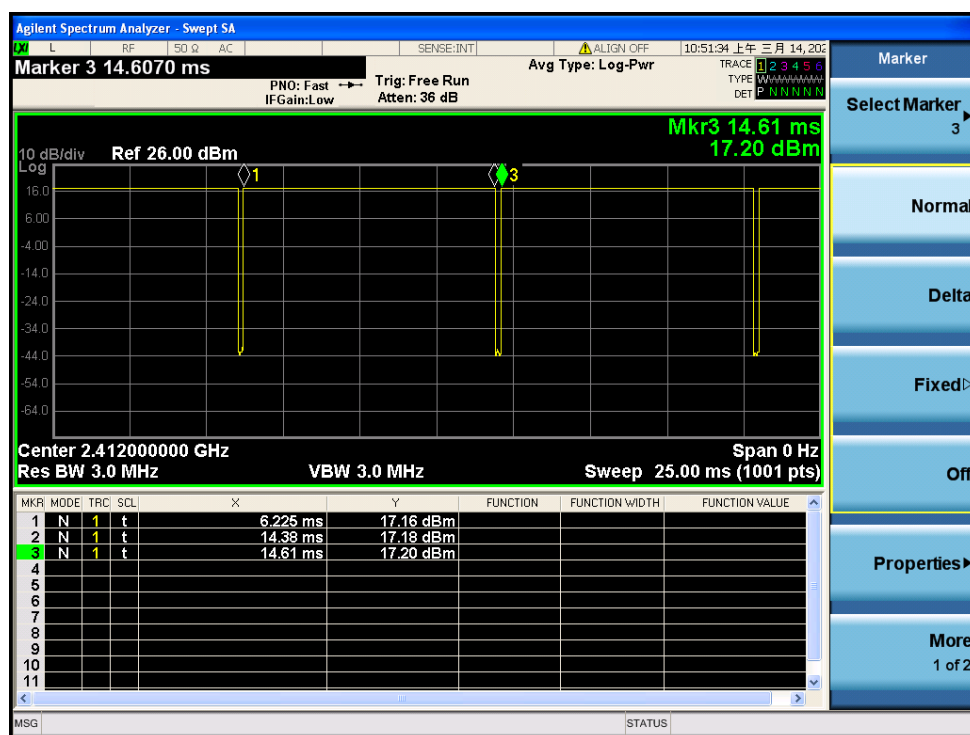 Agilent Spectrum Analyzer - Swept SA
LXI L RF 50 Ω AC SENSE:INT ALIGN OFF 10:51:34 上午 三月 14, 202
Marker 3 14.6070 ms
PNO: Fast
IFGain:Low
Trig: Free Run
Atten: 36 dB
Avg Type: Log-Pwr
TRACE 1 2 3 4 5 6
TYPE
DET P N N N N N
Mkr3 14.61 ms
17.20 dBm
10 dB/div Ref 26.00 dBm
Log
1
3
16.0
6.00
-4.00
-14.0
-24.0
-34.0
-44.0
-54.0
-64.0
Center 2.412000000 GHz Span 0 Hz
Res BW 3.0 MHz VBW 3.0 MHz Sweep 25.00 ms (1001 pts)
MKR MODE TRC SCL X Y FUNCTION FUNCTION WIDTH FUNCTION VALUE
1 N 1 t 6.225 ms 17.16 dBm
2 N 1 t 14.38 ms 17.18 dBm
3 N 1 t 14.61 ms 17.20 dBm
4
5
6
7
8
9
10
11
MSG STATUS
Marker
Select Marker
3
Normal
Delta
Fixed
Off
Properties
More
1 of 2